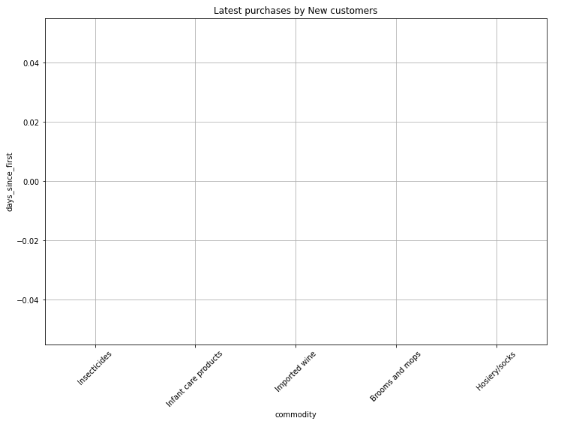 Latest purchases by New customers
days_since_first
0.04
0.02
0.00
−0.02
−0.04
Insecticides
Infant care products
Imported wine
Brooms and mops
Hosiery/socks
commodity